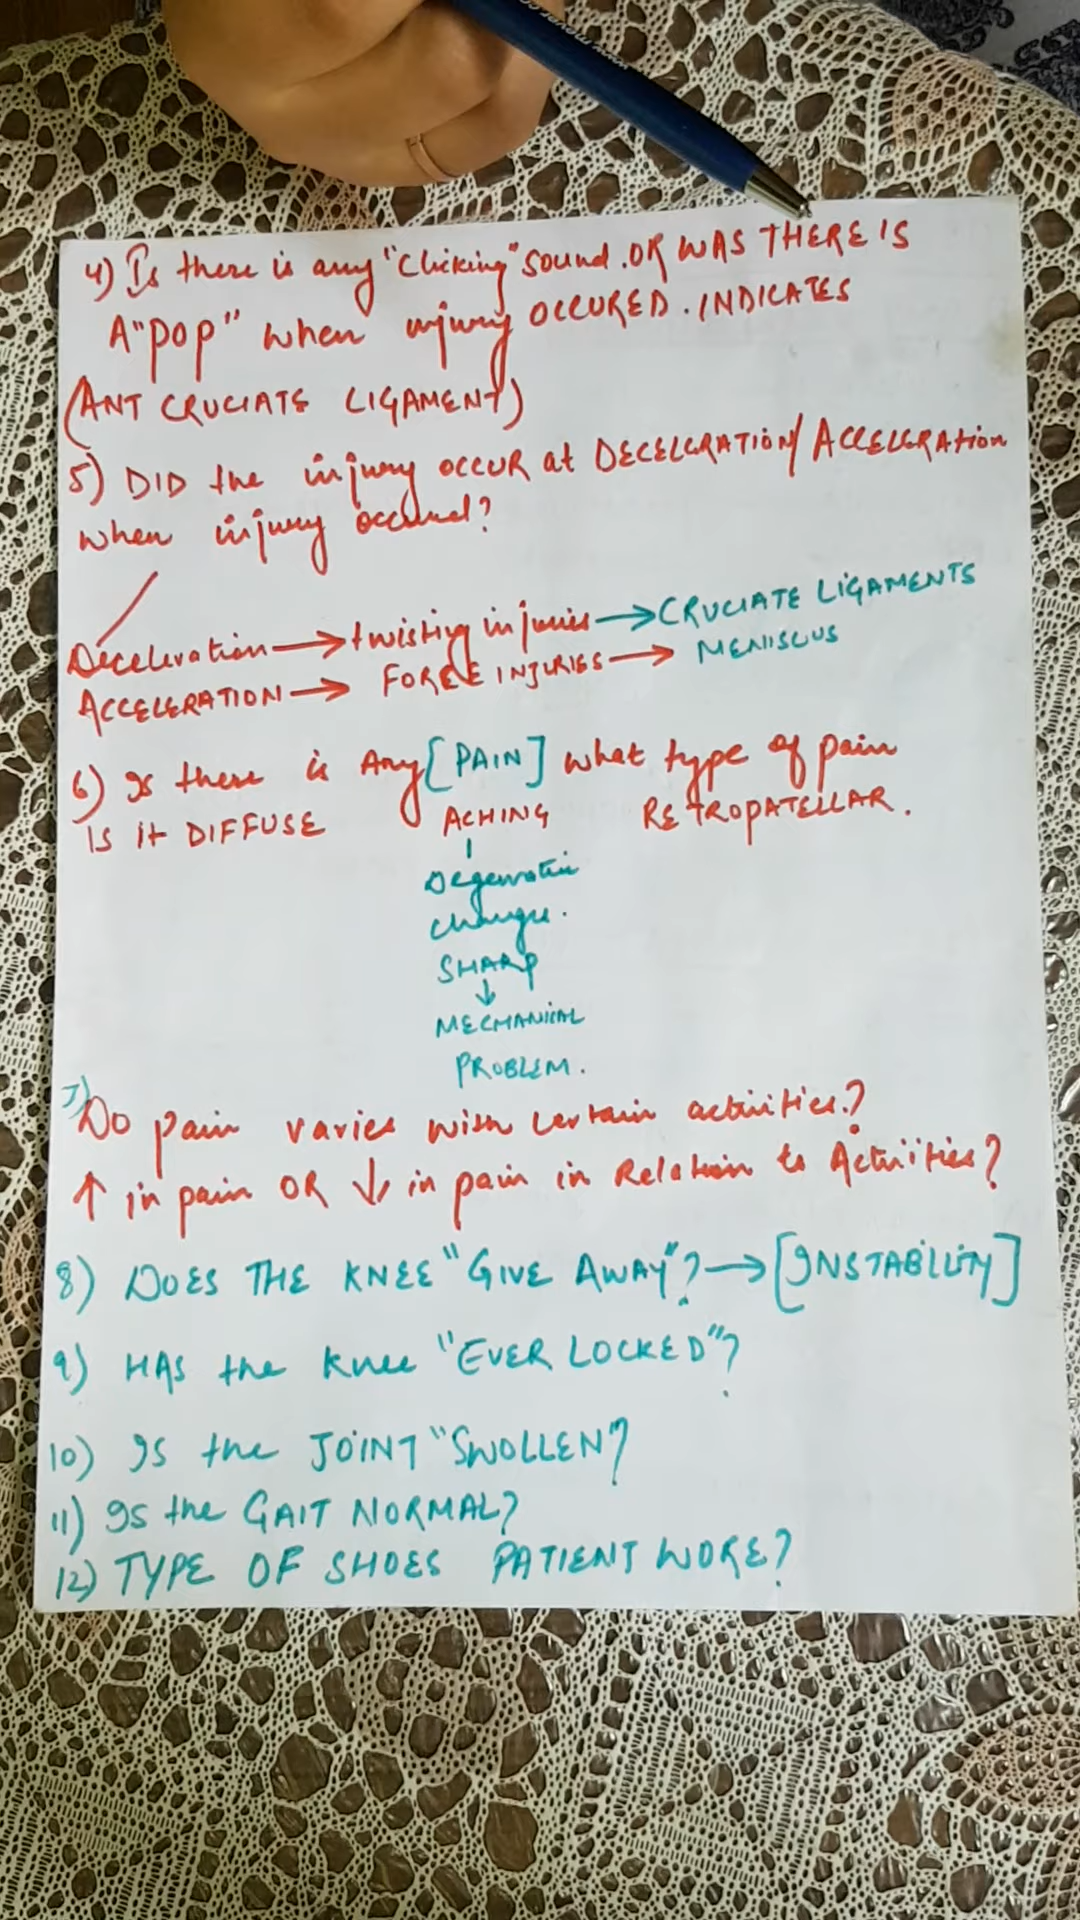 4) Is there is any "Clicking" sound. OR WAS THERE IS
A "POP" when injury OCCURED. INDICATES
(ANT CRUCIATE LIGAMENT)
5) DID the injury OCCUR at DECELERATION/ ACCELERAtion
when injury occured?
Deceleration → twisting injuries → CRUCIATE LIGAMENTS
ACCELERATION → FORCE INJURIES → MENISCUS
6) Is there is Any [PAIN] what type of pain
Is it DIFFUSE ACHING RETROPATELLAR.
Degenrative
change.
SHARP
↓
MECHANICAL
PROBLEM.
7) Do pain varies with certain activities?
↑ in pain OR ↓ in pain in Relation to Activities?
8) DOES THE KNEE "GIVE AWAY"? → [INSTABILITY]
9) HAS the knee "EVER LOCKED"?
10) Is the JOINT "SWOLLEN?
11) Is the GAIT NORMAL?
12) TYPE OF SHOES PATIENT WORE?